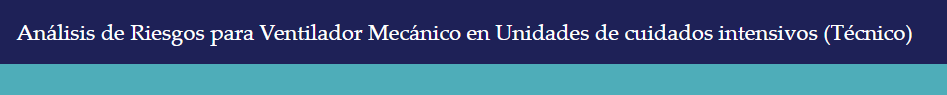 Análisis de Riesgos para Ventilador Mecánico en Unidades de cuidados intensivos (Técnico)